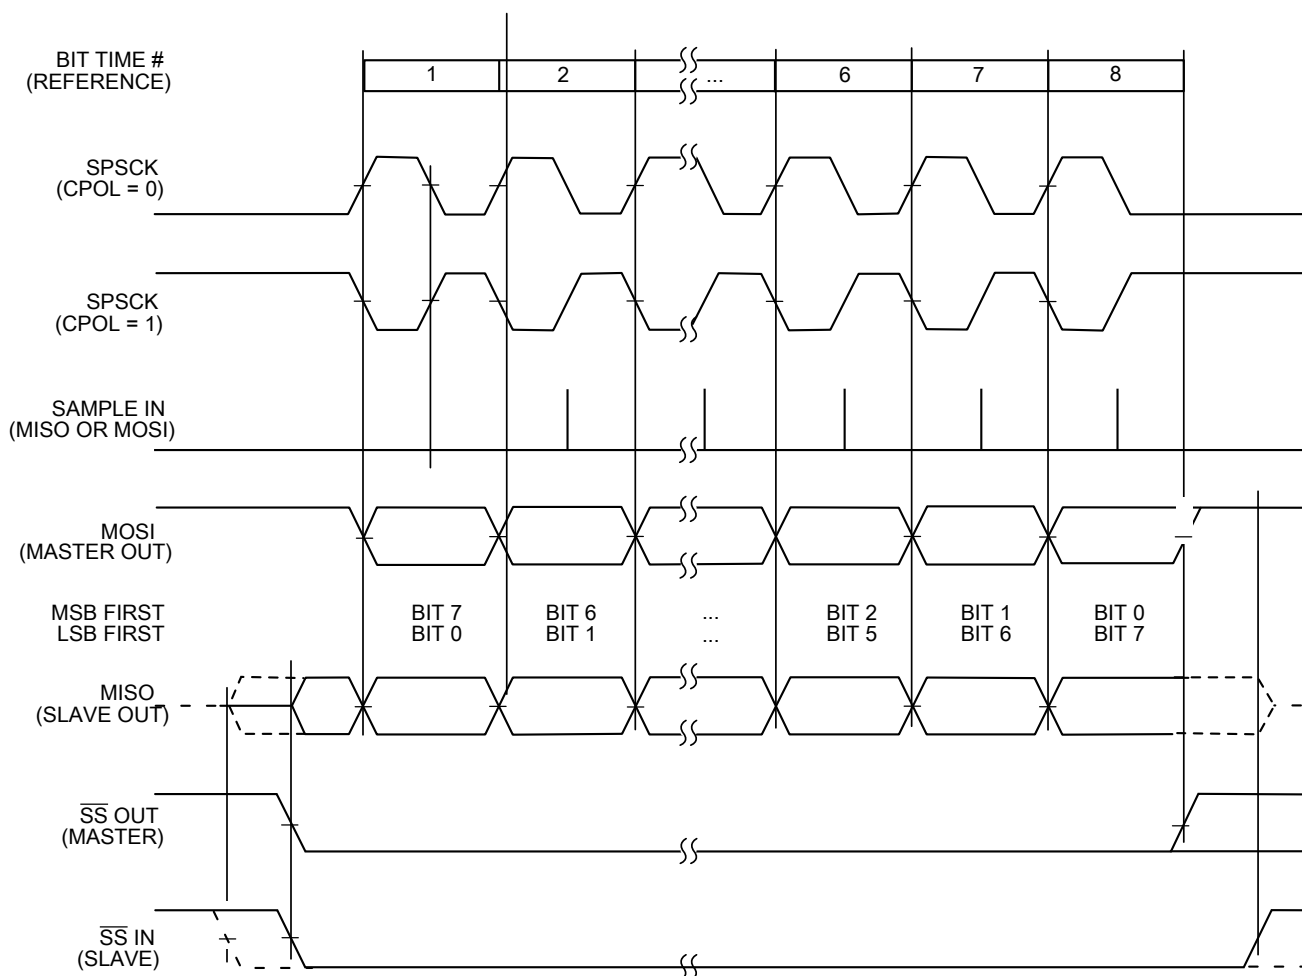 BIT TIME #
(REFERENCE)
1 2 ... 6 7 8
SPSCK
(CPOL = 0)
SPSCK
(CPOL = 1)
SAMPLE IN
(MISO OR MOSI)
MOSI
(MASTER OUT)
MSB FIRST BIT 7 BIT 6 ... BIT 2 BIT 1 BIT 0
LSB FIRST BIT 0 BIT 1 ... BIT 5 BIT 6 BIT 7
MISO
(SLAVE OUT)
S̅S̅ OUT
(MASTER)
S̅S̅ IN
(SLAVE)